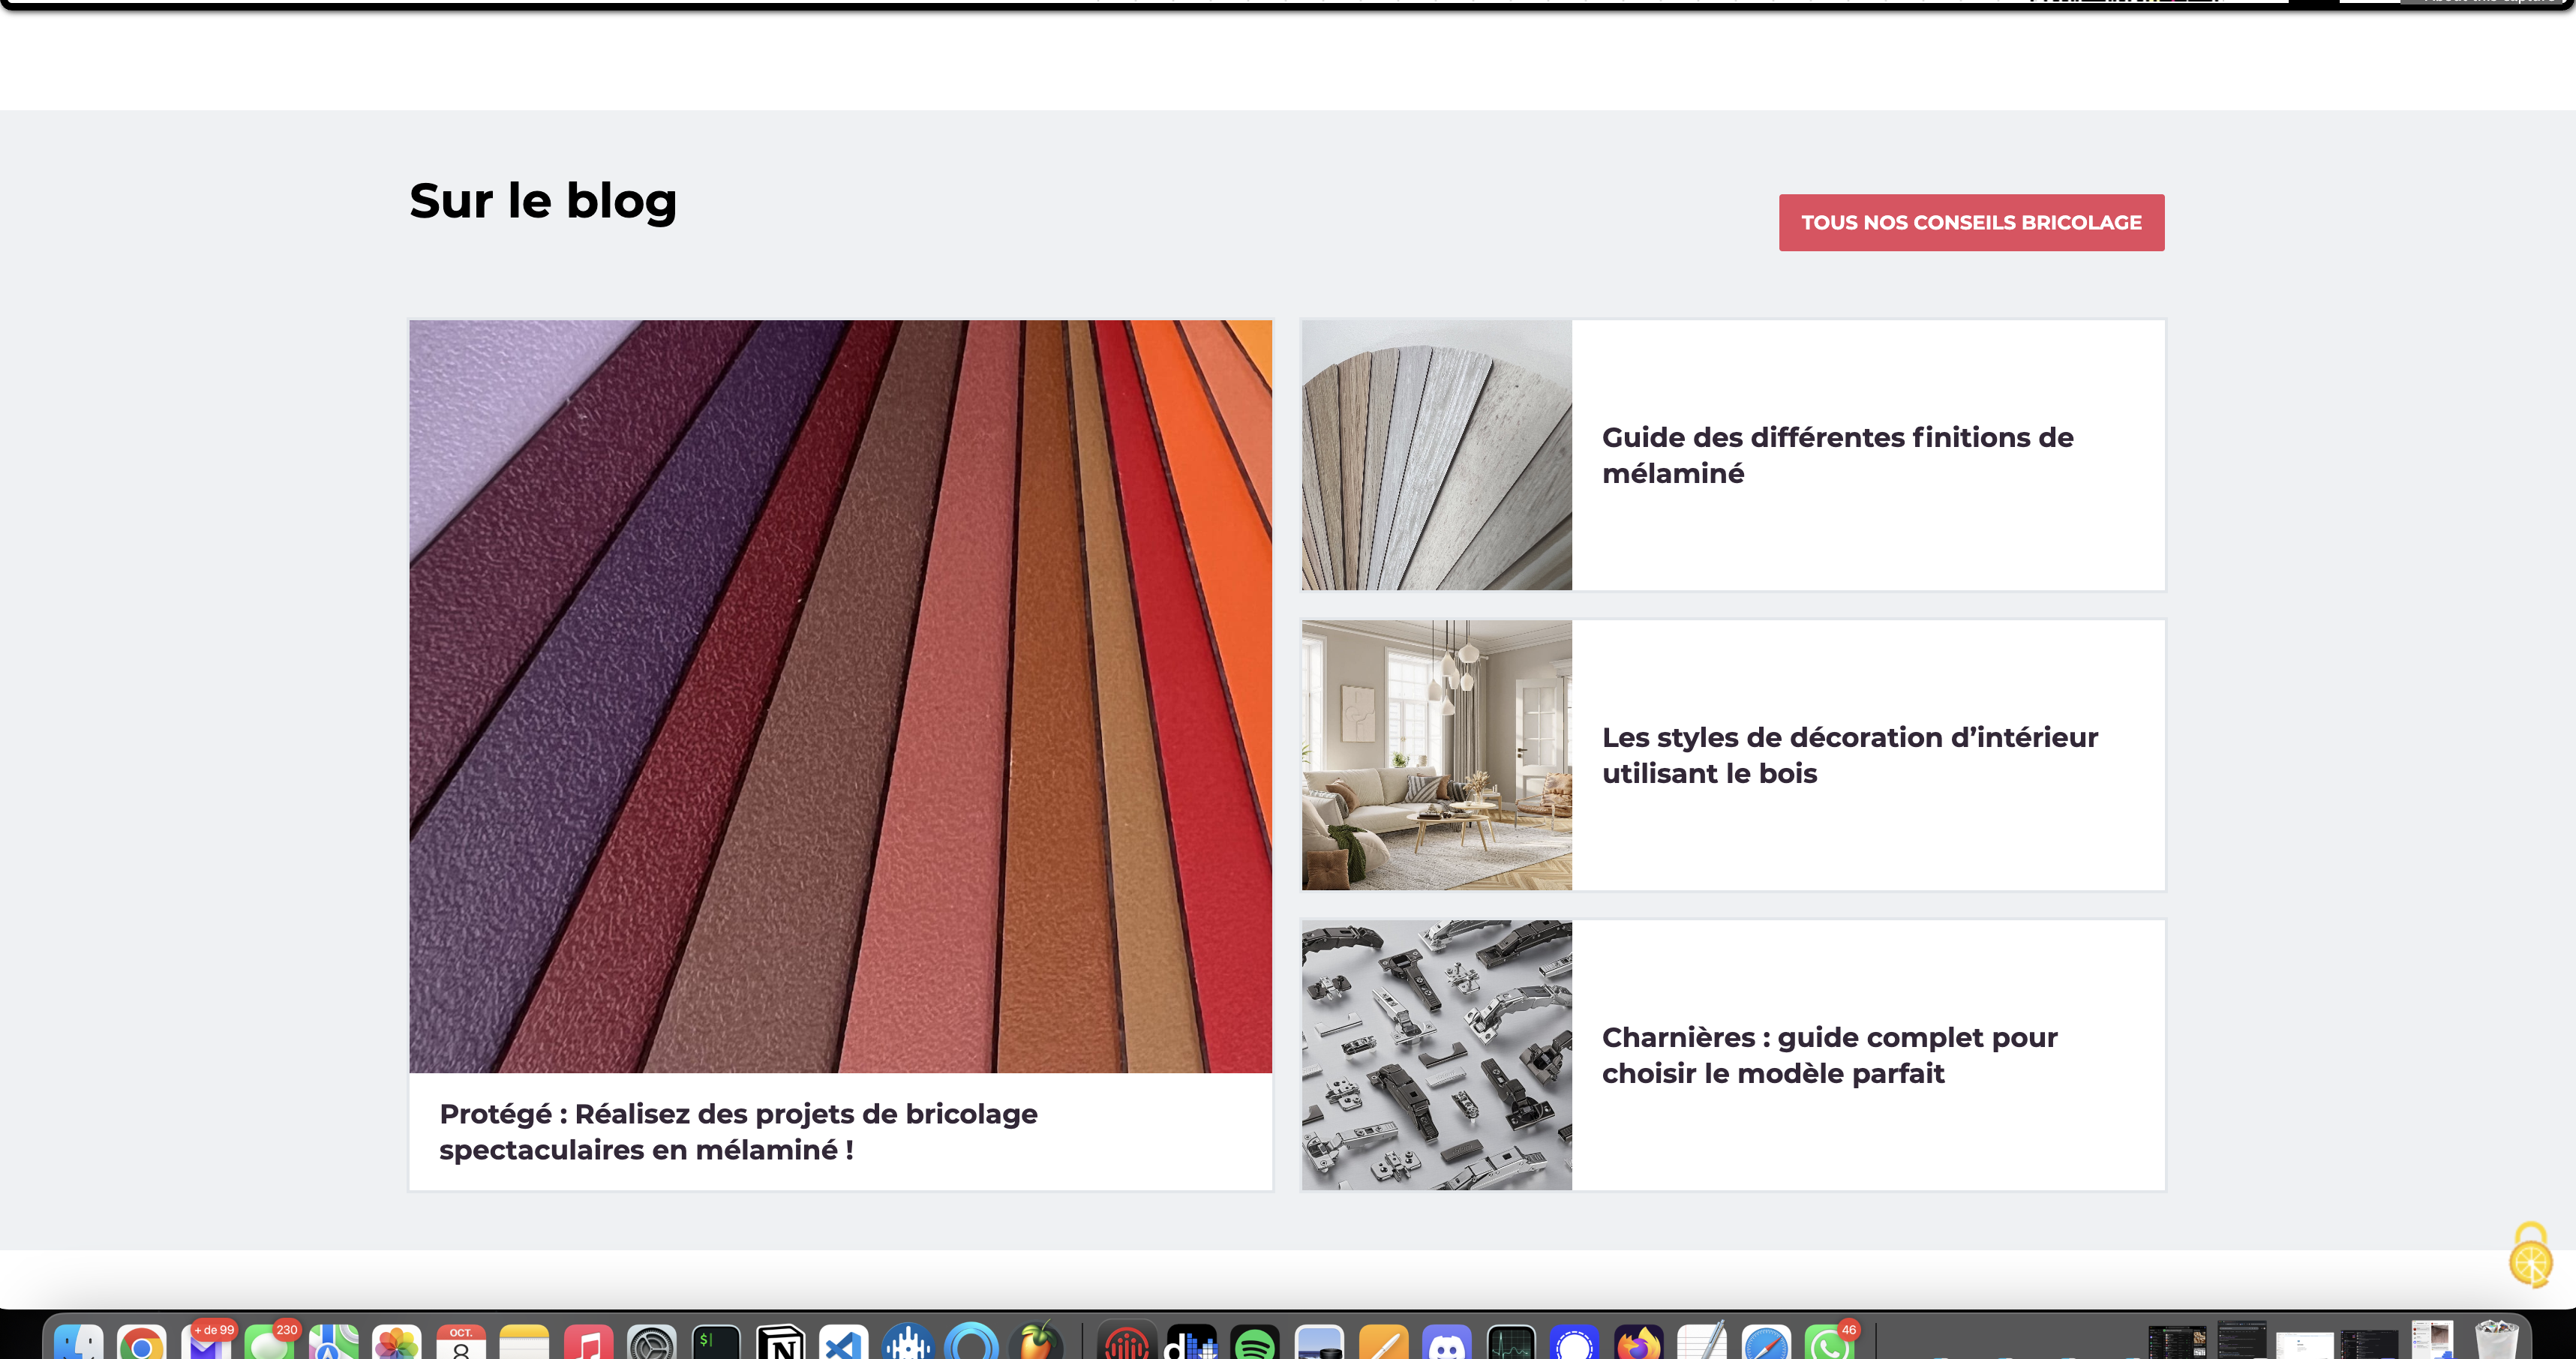 Sur le blog
TOUS NOS CONSEILS BRICOLAGE
Guide des différentes finitions de
mélaminé
Les styles de décoration d’intérieur
utilisant le bois
Charnières : guide complet pour
choisir le modèle parfait
Protégé : Réalisez des projets de bricolage
spectaculaires en mélaminé !
+ de 99
230
OCT.
8
$|
46